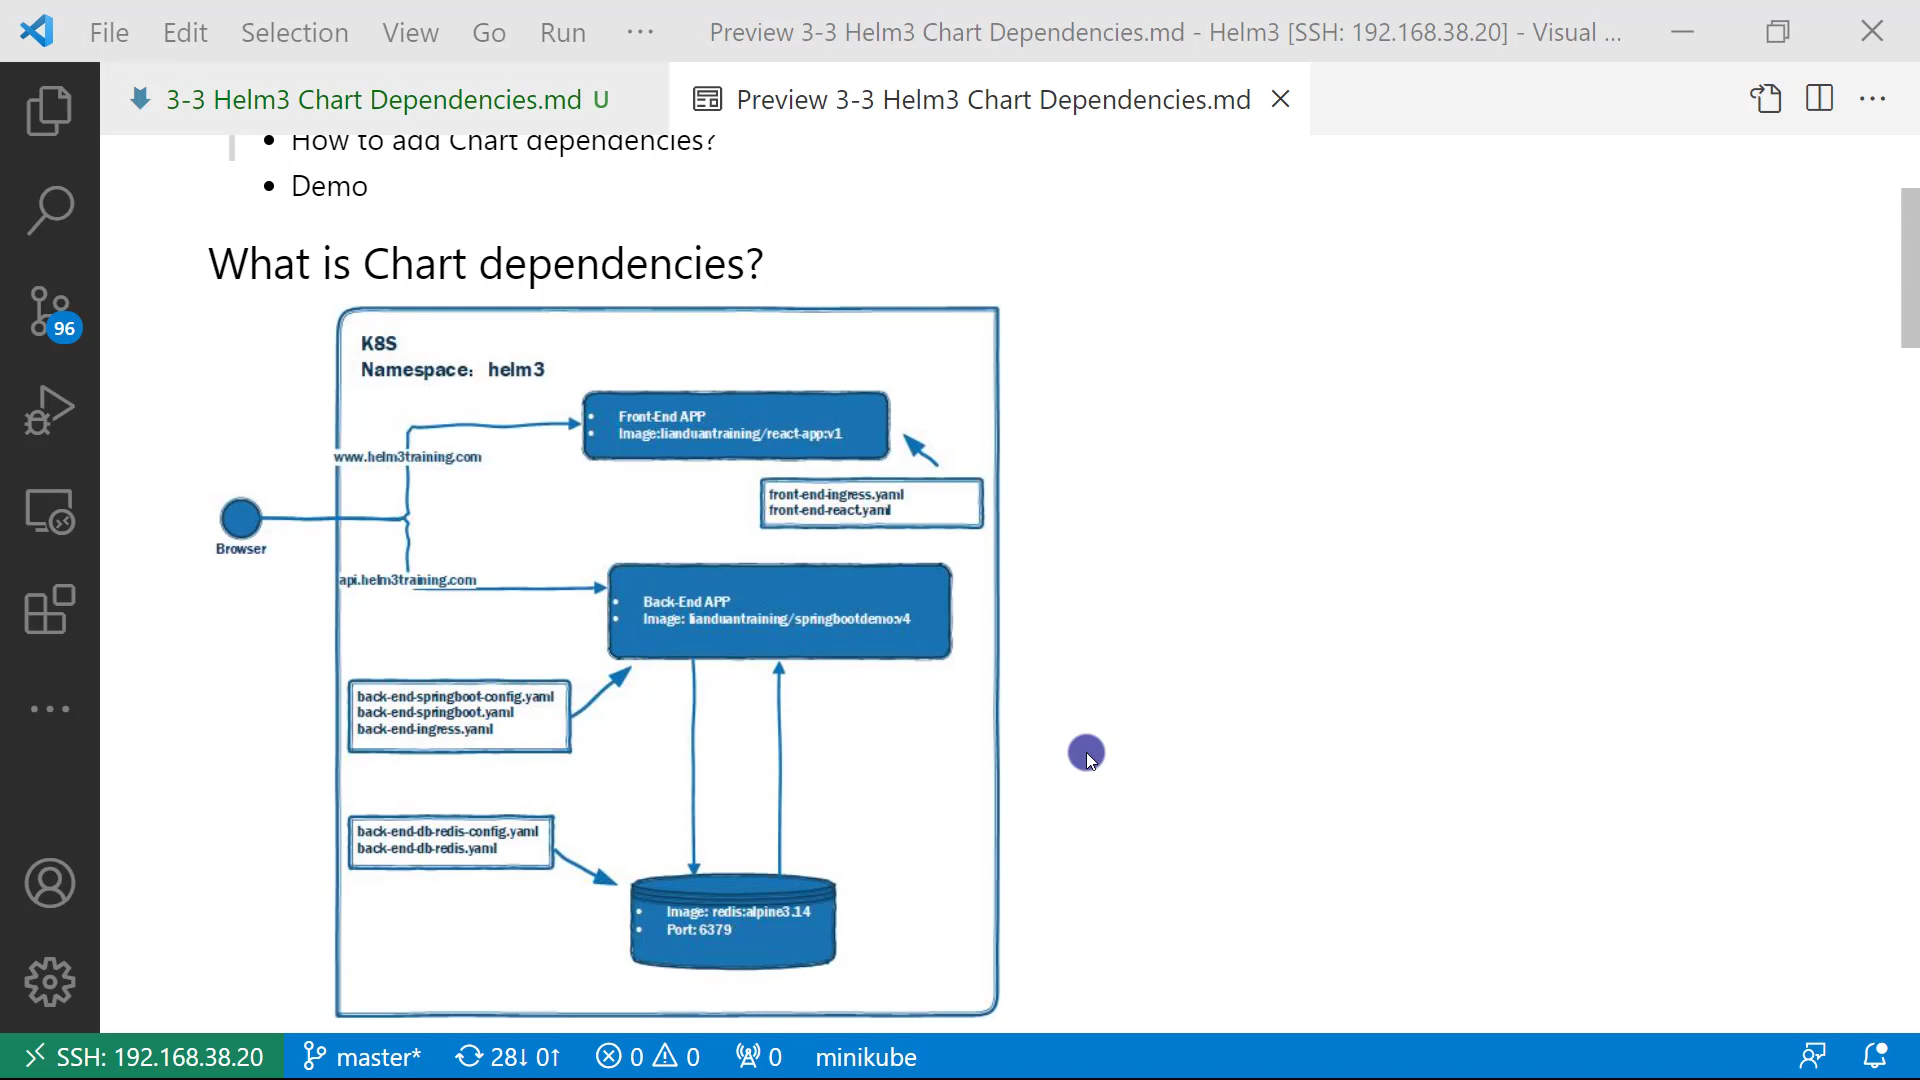 File Edit Selection View Go Run ··· Preview 3-3 Helm3 Chart Dependencies.md - Helm3 [SSH: 192.168.38.20] - Visual ...
3-3 Helm3 Chart Dependencies.md U
Preview 3-3 Helm3 Chart Dependencies.md
• How to add Chart dependencies?
• Demo
96
What is Chart dependencies?
K8S
Namespace: helm3
• Front-End APP
• Image:lianduantraining/react-app:v1
www.helm3training.com
front-end-ingress.yaml
front-end-react.yaml
Browser
api.helm3training.com
• Back-End APP
• Image: lianduantraining/springbootdemo:v4
back-end-springboot-config.yaml
back-end-springboot.yaml
back-end-ingress.yaml
back-end-db-redis-config.yaml
back-end-db-redis.yaml
• Image: redis:alpine3.14
• Port: 6379
SSH: 192.168.38.20 master* 28↓ 0↑ 0 0 0 minikube